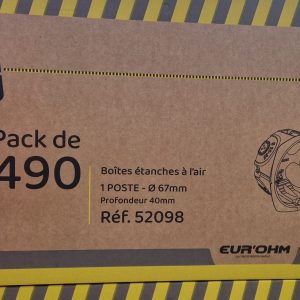 Pack de
490
Boîtes étanches à l'air
1 POSTE - Ø 67mm
Profondeur 40mm
Réf. 52098
EUR'OHM